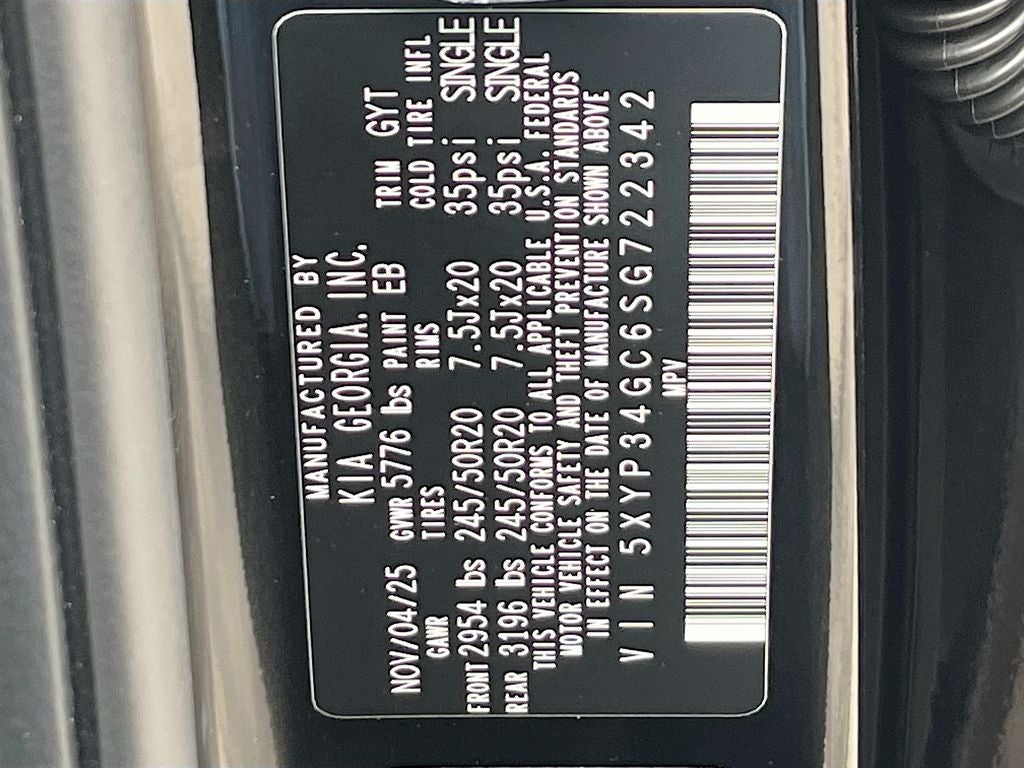 MANUFACTURED BY
KIA GEORGIA. INC.
NOV/04/25 GVWR 5776 lbs PAINT EB TRIM GYT
GAWR TIRES RIMS COLD TIRE INFL
FRONT 2954 lbs 245/50R20 7.5Jx20 35psi SINGLE
REAR 3196 lbs 245/50R20 7.5Jx20 35psi SINGLE
THIS VEHICLE CONFORMS TO ALL APPLICABLE U.S.A. FEDERAL
MOTOR VEHICLE SAFETY AND THEFT PREVENTION STANDARDS
IN EFFECT ON THE DATE OF MANUFACTURE SHOWN ABOVE
VIN 5XYP34GC6SG722342
MPV